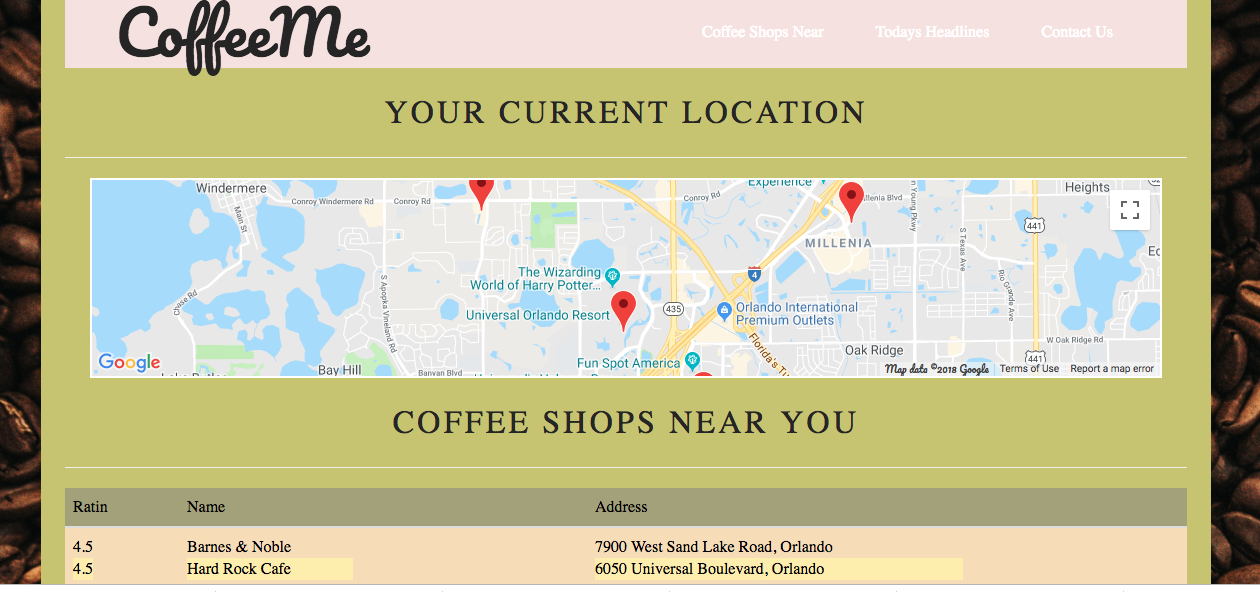 CoffeeMe
Coffee Shops Near Todays Headlines Contact Us
YOUR CURRENT LOCATION
Windermere
Conroy Windermere Rd
Conroy Rd
Conroy Rd
Experience
Millenia Blvd
n Young Pkwy
Heights
Main St
441
MILLENIA
S Texas Ave
Chase Rd
S Apopka Vineland Rd
The Wizarding
World of Harry Potter...
4
Rio Grande Ave
Universal Orlando Resort
435
Orlando International
Premium Outlets
Florida's Tu
Oak Ridge
W Oak Ridge Rd
441
Fun Spot America
Google
Bay Hill
Banyan Blvd
Map data ©2018 Google Terms of Use Report a map error
COFFEE SHOPS NEAR YOU
Ratin Name Address
4.5 Barnes & Noble 7900 West Sand Lake Road, Orlando
4.5 Hard Rock Cafe 6050 Universal Boulevard, Orlando